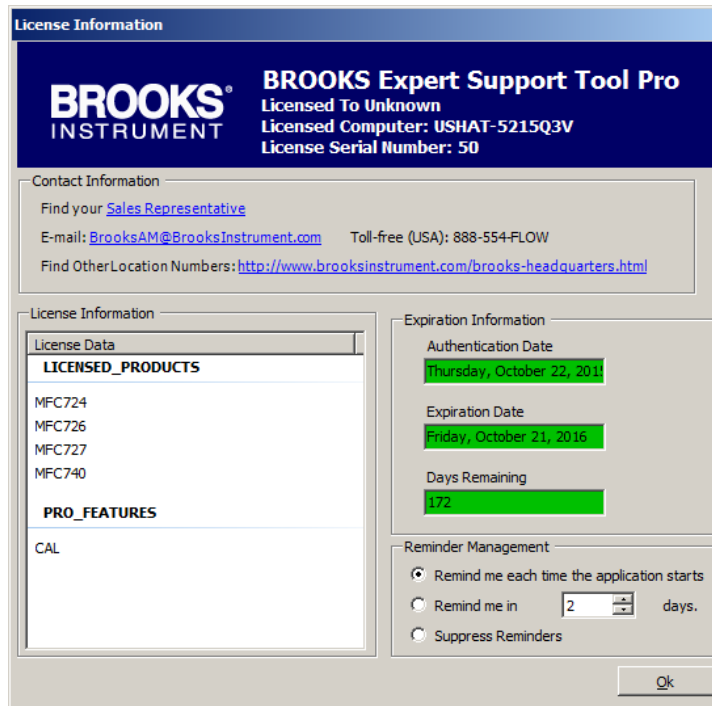 License Information
BROOKS®
INSTRUMENT
BROOKS Expert Support Tool Pro
Licensed To Unknown
Licensed Computer: USHAT-5215Q3V
License Serial Number: 50
Contact Information
Find your Sales Representative
E-mail: BrooksAM@BrooksInstrument.com Toll-free (USA): 888-554-FLOW
Find OtherLocation Numbers: http://www.brooksinstrument.com/brooks-headquarters.html
License Information
License Data
LICENSED_PRODUCTS
MFC724
MFC726
MFC727
MFC740
PRO_FEATURES
CAL
Expiration Information
Authentication Date
Thursday, October 22, 2015
Expiration Date
Friday, October 21, 2016
Days Remaining
172
Reminder Management
Remind me each time the application starts
Remind me in 2 days.
Suppress Reminders
Ok